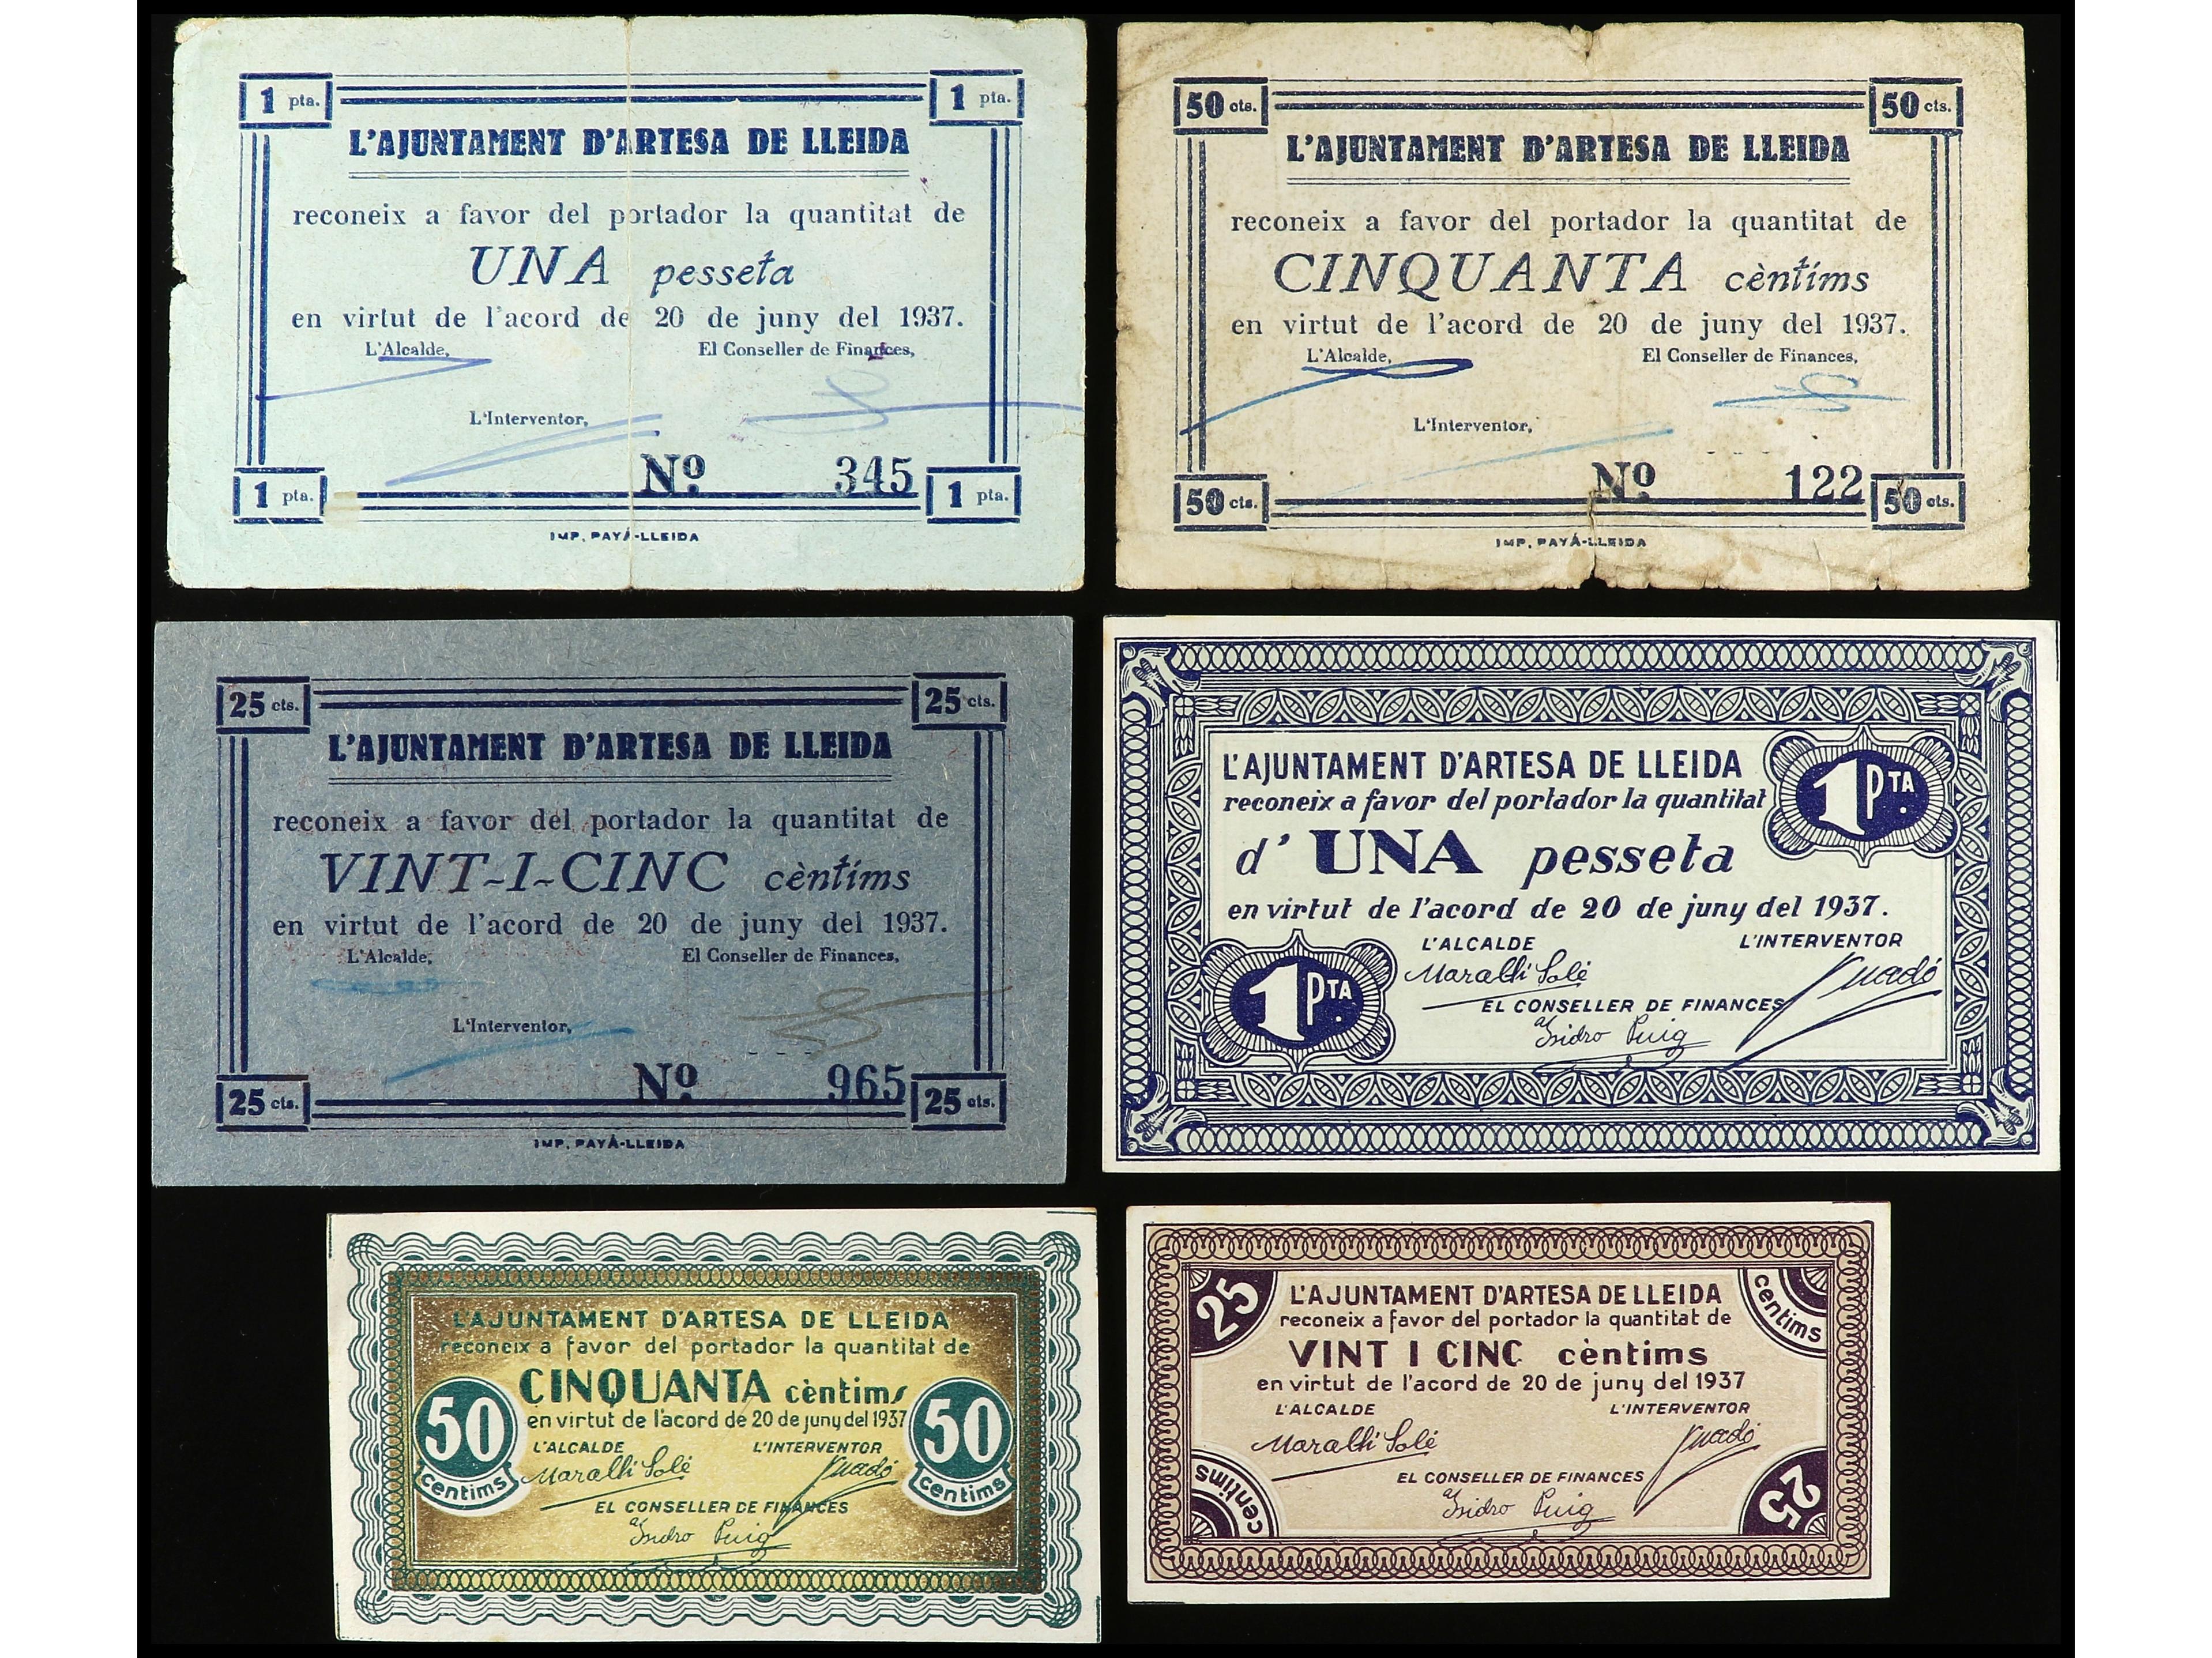 1 pta. 1 pta.
L'AJUNTAMENT D'ARTESA DE LLEIDA
reconeix a favor del portador la quantitat de
UNA pesseta
en virtut de l'acord de 20 de juny del 1937.
L'Alcalde, El Conseller de Finances,
L'Interventor,
Nº 345
1 pta. 1 pta.
IMP. PAYÁ-LLEIDA
50 cts. 50 cts.
L'AJUNTAMENT D'ARTESA DE LLEIDA
reconeix a favor del portador la quantitat de
CINQUANTA cèntims
en virtut de l'acord de 20 de juny del 1937.
L'Alcalde, El Conseller de Finances,
L'Interventor,
Nº 122
50 cts. 50 cts.
IMP. PAYÁ-LLEIDA
25 cts. 25 cts.
L'AJUNTAMENT D'ARTESA DE LLEIDA
reconeix a favor del portador la quantitat de
VINT-I-CINC cèntims
en virtut de l'acord de 20 de juny del 1937.
L'Alcalde, El Conseller de Finances,
L'Interventor,
Nº 965
25 cts. 25 cts.
IMP. PAYÁ-LLEIDA
L'AJUNTAMENT D'ARTESA DE LLEIDA
reconeix a favor del portador la quantitat
1 PTA.
d'UNA pesseta
en virtut de l'acord de 20 de juny del 1937.
L'ALCALDE L'INTERVENTOR
1 PTA.
EL CONSELLER DE FINANCES
Isidro Puig
L'AJUNTAMENT D'ARTESA DE LLEIDA
reconeix a favor del portador la quantitat de
CINQUANTA cèntims
50 50
en virtut de l'acord de 20 de juny del 1937
L'ALCALDE L'INTERVENTOR
centims centims
EL CONSELLER DE FINANCES
Isidro Puig
25 centims
L'AJUNTAMENT D'ARTESA DE LLEIDA
reconeix a favor del portador la quantitat de
VINT I CINC cèntims
en virtut de l'acord de 20 de juny del 1937
L'ALCALDE L'INTERVENTOR
EL CONSELLER DE FINANCES
Isidro Puig
centims 25